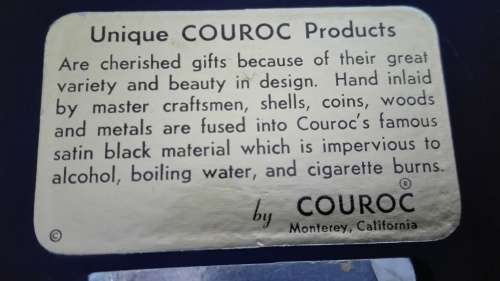 Unique COUROC Products
Are cherished gifts because of their great
variety and beauty in design. Hand inlaid
by master craftsmen, shells, coins, woods
and metals are fused into Couroc's famous
satin black material which is impervious to
alcohol, boiling water, and cigarette burns.
by COUROC ®
Monterey, California
©